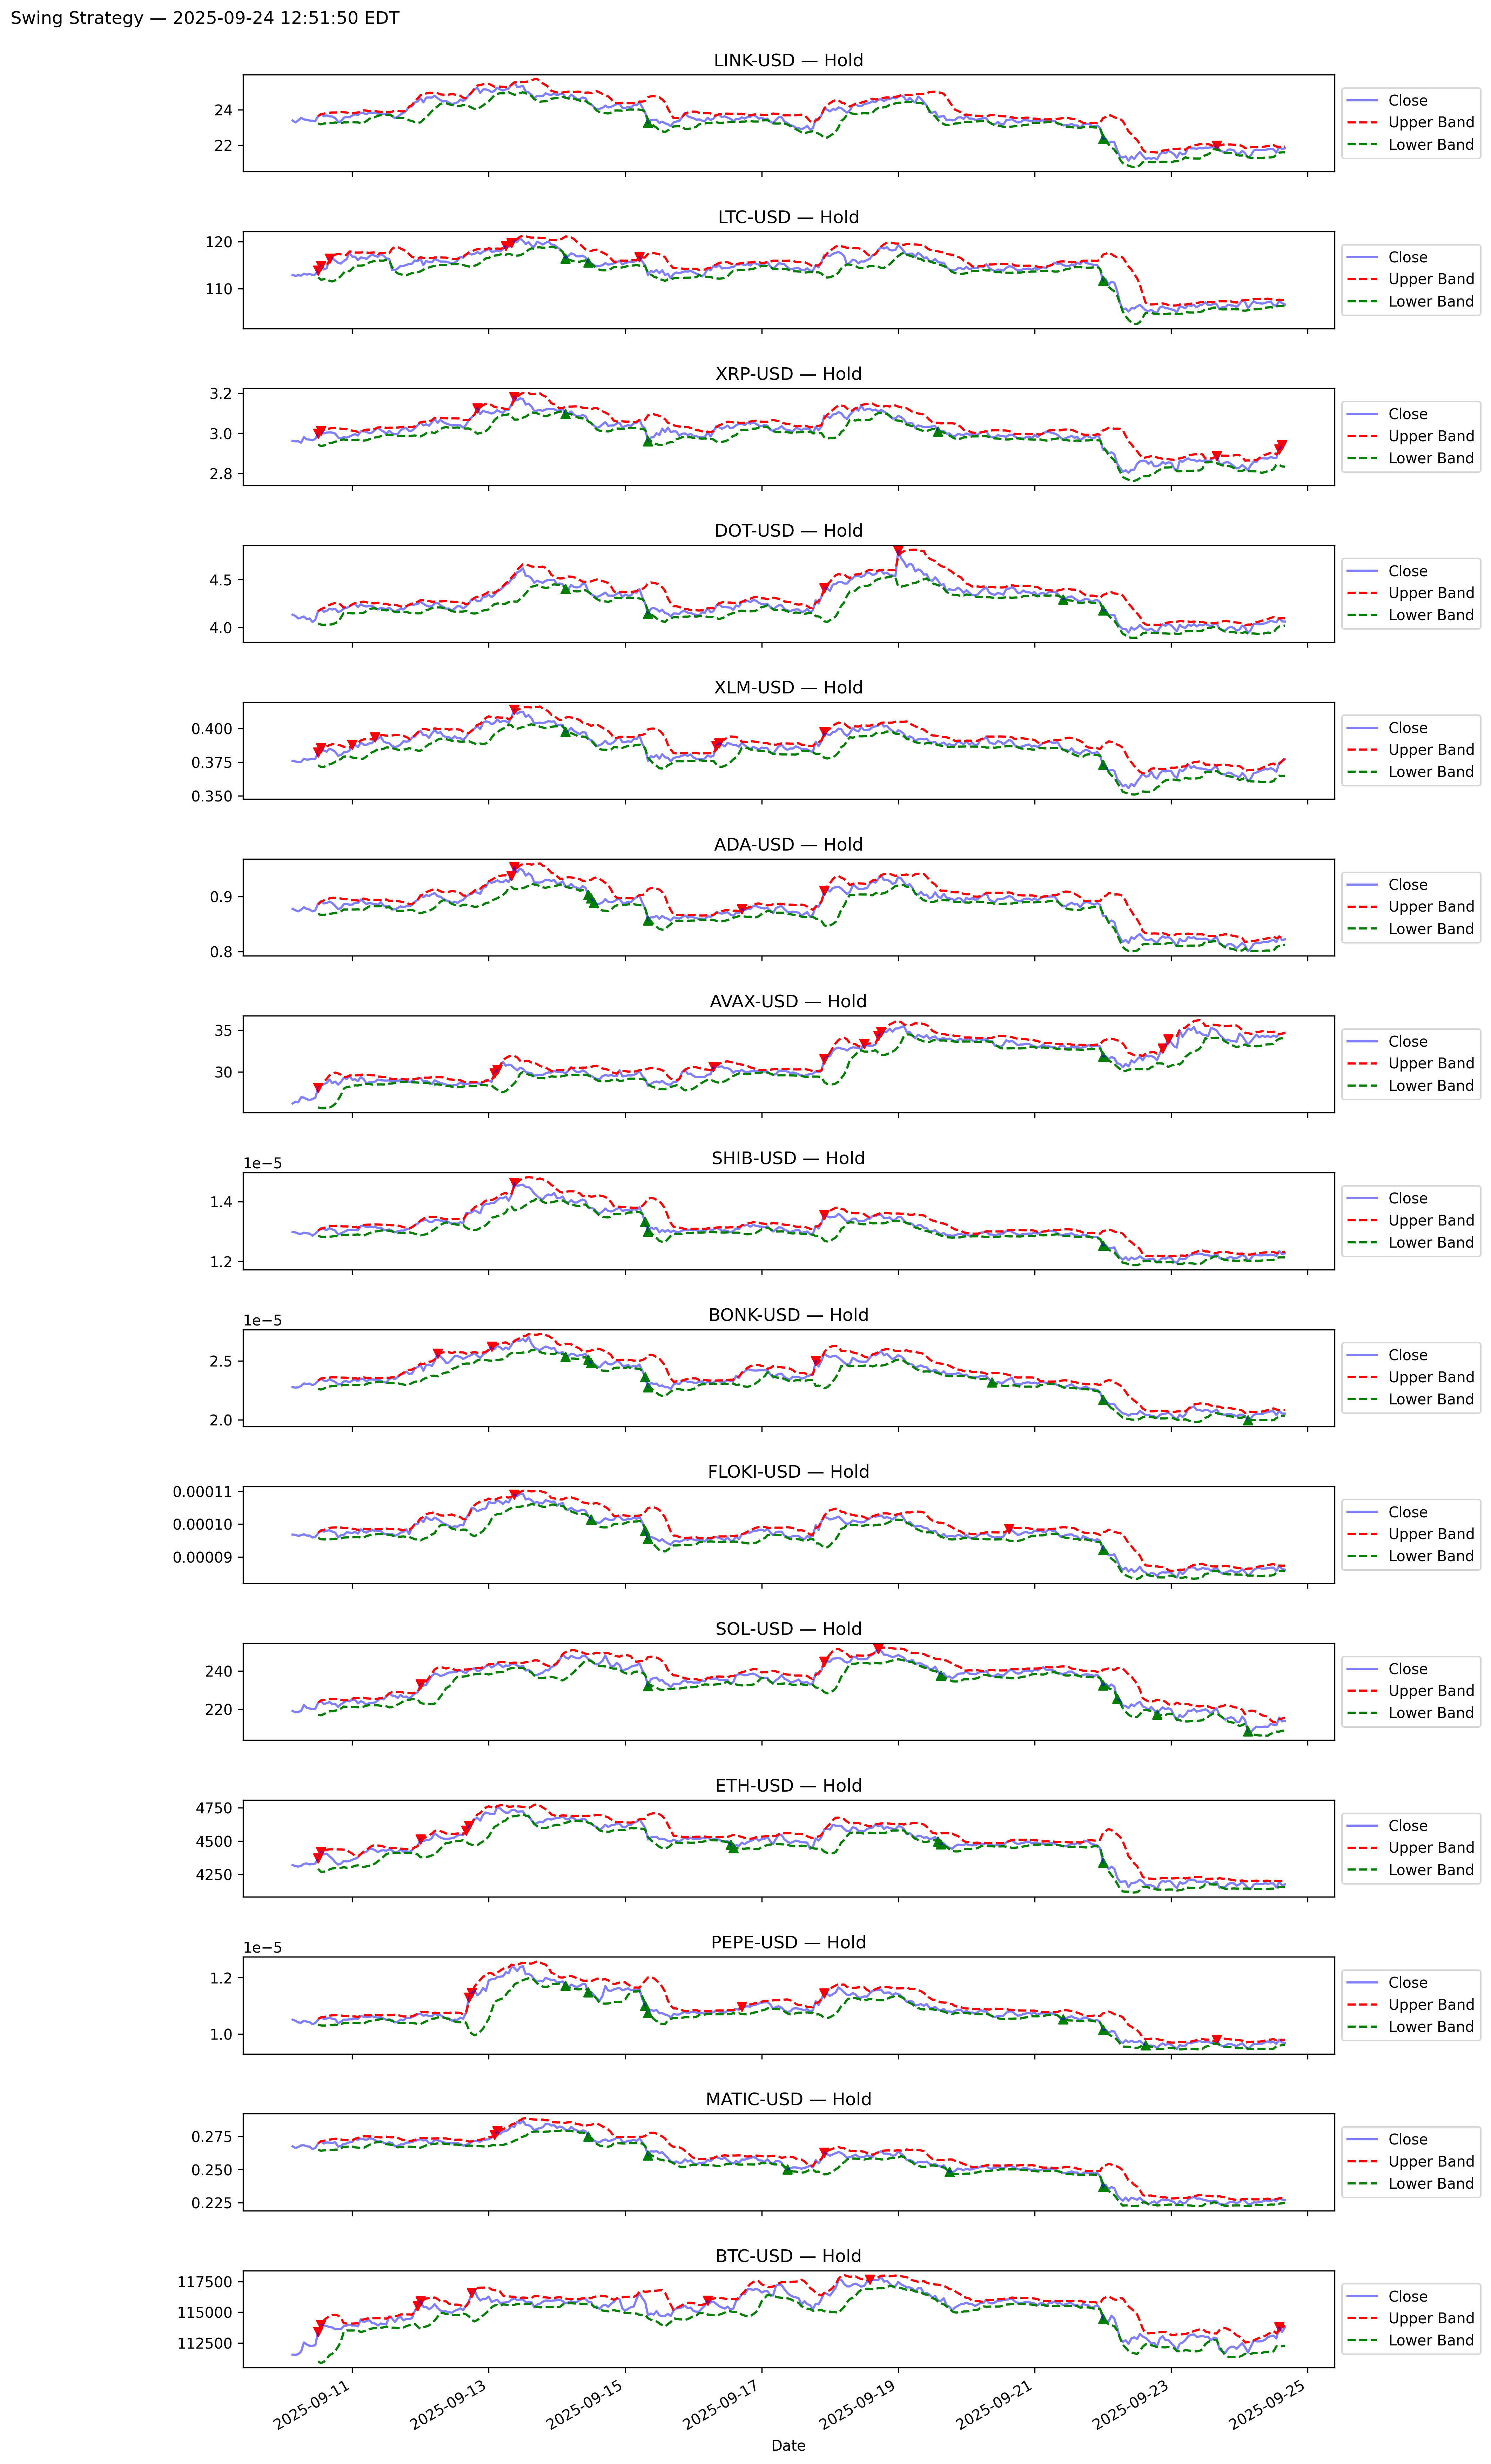 Swing Strategy — 2025-09-24 12:51:50 EDT
LINK-USD — Hold
24
22
Close
Upper Band
Lower Band
LTC-USD — Hold
120
110
Close
Upper Band
Lower Band
XRP-USD — Hold
3.2
3.0
2.8
Close
Upper Band
Lower Band
DOT-USD — Hold
4.5
4.0
Close
Upper Band
Lower Band
XLM-USD — Hold
0.400
0.375
0.350
Close
Upper Band
Lower Band
ADA-USD — Hold
0.9
0.8
Close
Upper Band
Lower Band
AVAX-USD — Hold
35
30
Close
Upper Band
Lower Band
SHIB-USD — Hold
1e−5
1.4
1.2
Close
Upper Band
Lower Band
BONK-USD — Hold
1e−5
2.5
2.0
Close
Upper Band
Lower Band
FLOKI-USD — Hold
0.00011
0.00010
0.00009
Close
Upper Band
Lower Band
SOL-USD — Hold
240
220
Close
Upper Band
Lower Band
ETH-USD — Hold
4750
4500
4250
Close
Upper Band
Lower Band
PEPE-USD — Hold
1e−5
1.2
1.0
Close
Upper Band
Lower Band
MATIC-USD — Hold
0.275
0.250
0.225
Close
Upper Band
Lower Band
BTC-USD — Hold
117500
115000
112500
Close
Upper Band
Lower Band
2025-09-11
2025-09-13
2025-09-15
2025-09-17
2025-09-19
2025-09-21
2025-09-23
2025-09-25
Date